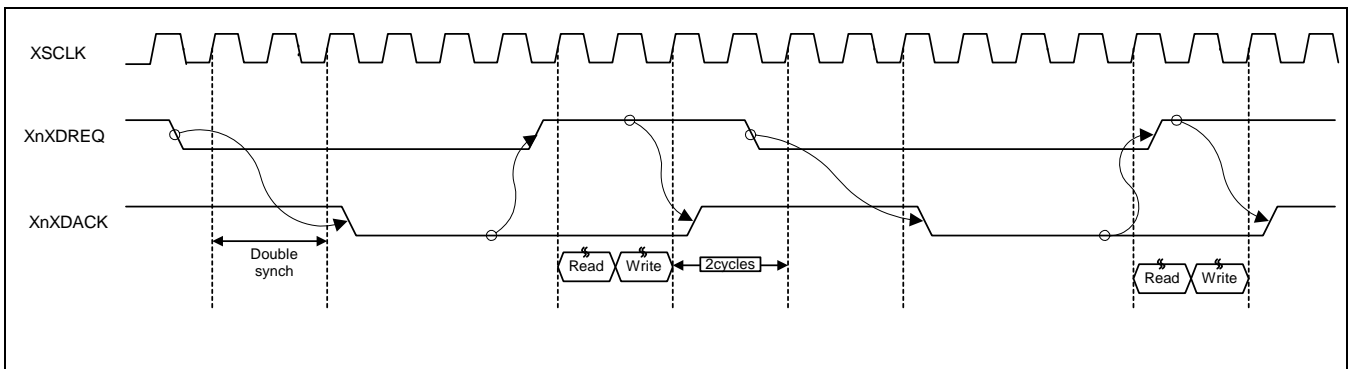 XSCLK
XnXDREQ
XnXDACK
Double
synch
Read Write 2cycles
Read Write